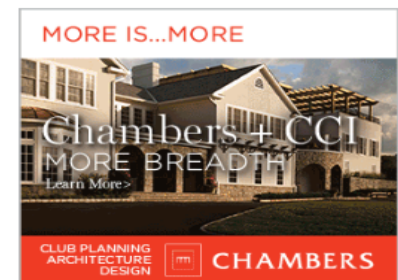 MORE IS...MORE
Chambers + CCI
MORE BREADTH
Learn More>
CLUB PLANNING
ARCHITECTURE
DESIGN
CHAMBERS